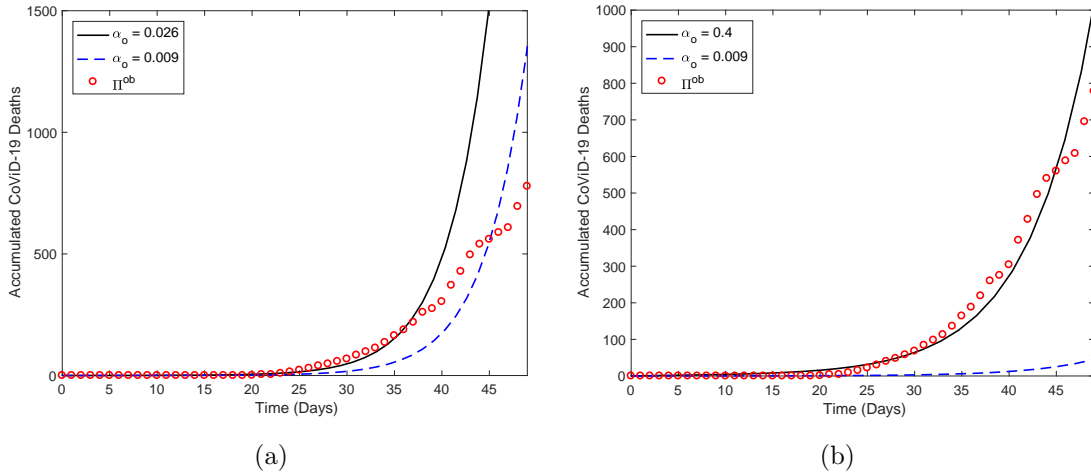 1500
1000
500
0
Accumulated CoViD-19 Deaths
α_o = 0.026
α_o = 0.009
Π^ob
0 5 10 15 20 25 30 35 40 45
Time (Days)
(a)
1000
900
800
700
600
500
400
300
200
100
0
Accumulated CoViD-19 Deaths
α_o = 0.4
α_o = 0.009
Π^ob
0 5 10 15 20 25 30 35 40 45
Time (Days)
(b)